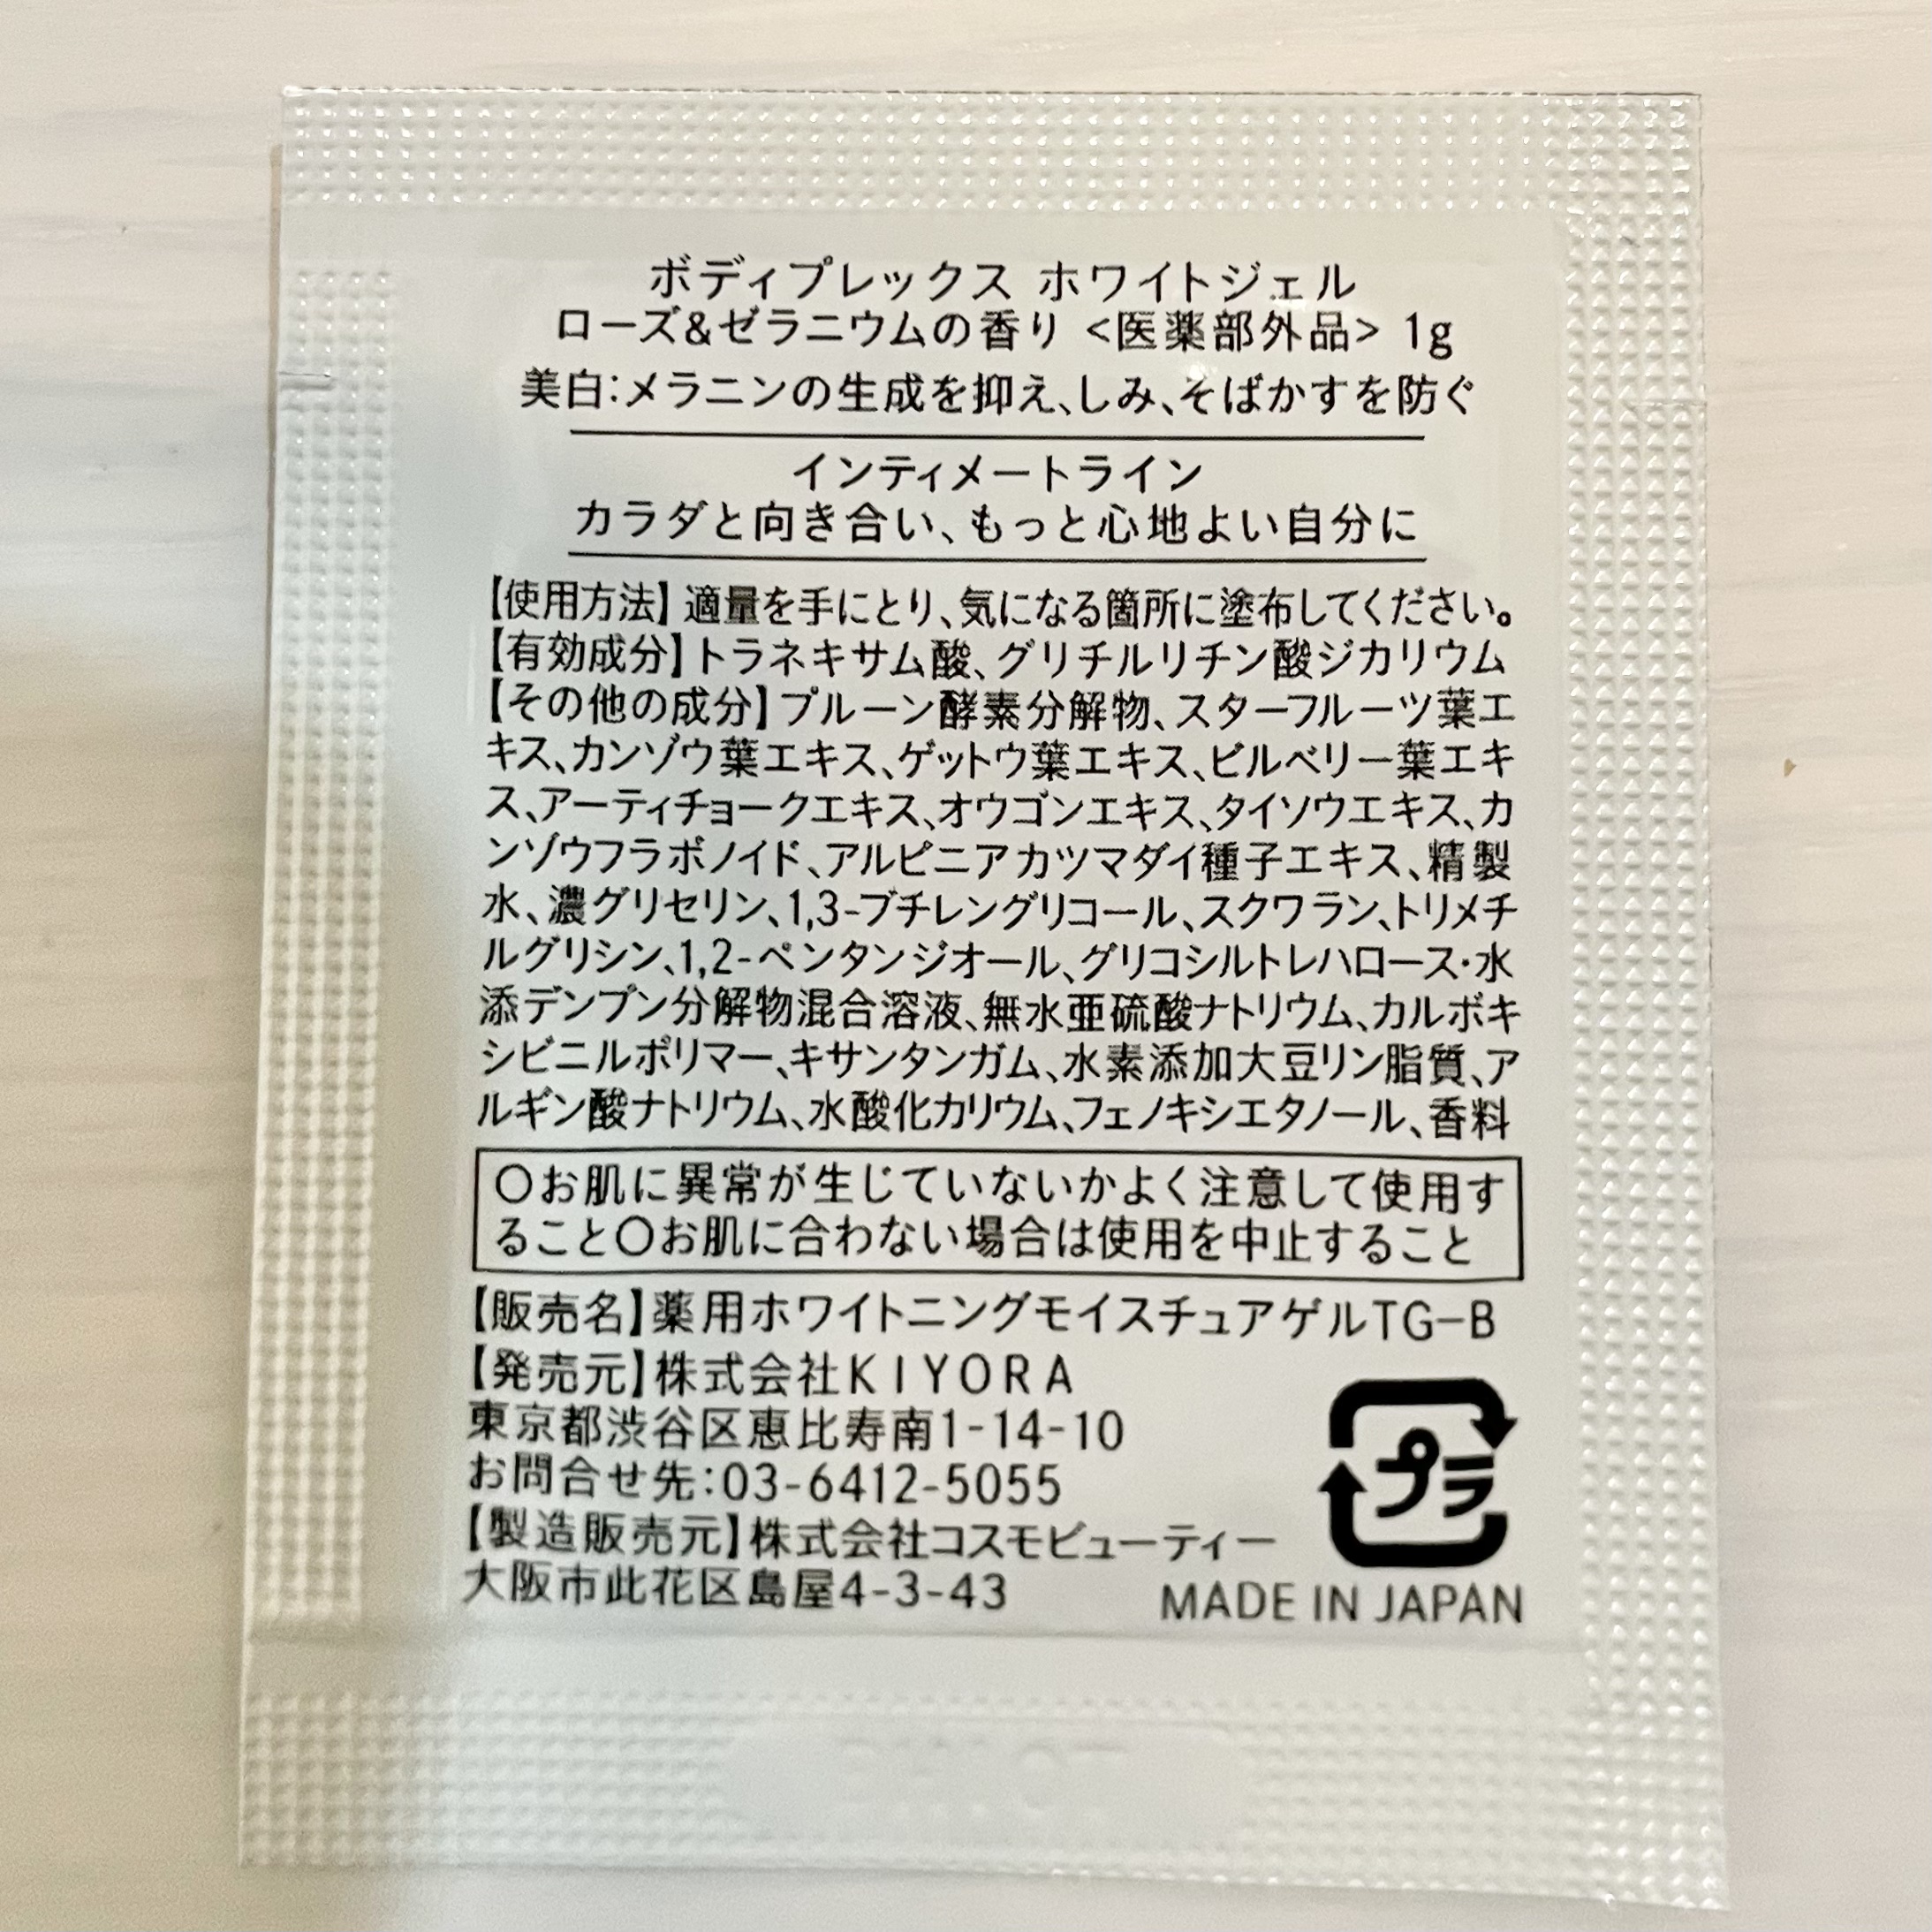 ボディプレックス ホワイトジェル
ローズ&ゼラニウムの香り <医薬部外品> 1g
美白:メラニンの生成を抑え、しみ、そばかすを防ぐ
インティメートライン
カラダと向き合い、もっと心地よい自分に
【使用方法】適量を手にとり、気になる箇所に塗布してください。
【有効成分】トラネキサム酸、グリチルリチン酸ジカリウム
【その他の成分】プルーン酵素分解物、スターフルーツ葉エ
キス、カンゾウ葉エキス、ゲットウ葉エキス、ビルベリー葉エキ
ス、アーティチョークエキス、オウゴンエキス、タイソウエキス、カ
ンゾウフラボノイド、アルピニアカツマダイ種子エキス、精製
水、濃グリセリン、1,3-ブチレングリコール、スクワラン、トリメチ
ルグリシン、1,2-ペンタンジオール、グリコシルトレハロース・水
添デンプン分解物混合溶液、無水亜硫酸ナトリウム、カルボキ
シビニルポリマー、キサンタンガム、水素添加大豆リン脂質、ア
ルギン酸ナトリウム、水酸化カリウム、フェノキシエタノール、香料
○お肌に異常が生じていないかよく注意して使用す
ること○お肌に合わない場合は使用を中止すること
【販売名】薬用ホワイトニングモイスチュアゲルTG-B
【発売元】株式会社KIYORA
東京都渋谷区恵比寿南1-14-10
お問合せ先:03-6412-5055
【製造販売元】株式会社コスモビューティー
大阪市此花区島屋4-3-43
プラ
MADE IN JAPAN